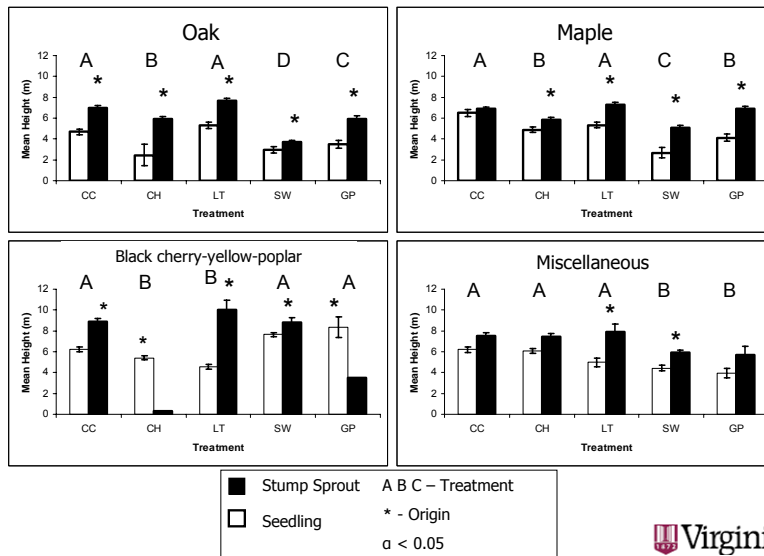 Oak
A B A D C
* * * * *
Mean Height (m)
12
10
8
6
4
2
0
CC CH LT SW GP
Treatment
Maple
A B A C B
* * * *
Mean Height (m)
12
10
8
6
4
2
0
CC CH LT SW GP
Treatment
Black cherry-yellow-poplar
A B B A A
* * * * *
Mean Height (m)
12
10
8
6
4
2
0
CC CH LT SW GP
Treatment
Miscellaneous
A A A B B
* *
Mean Height (m)
12
10
8
6
4
2
0
CC CH LT SW GP
Treatment
Stump Sprout
Seedling
A B C – Treatment
* - Origin
α < 0.05
1872
Virgini